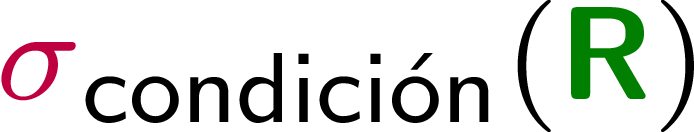 σ condición (R)